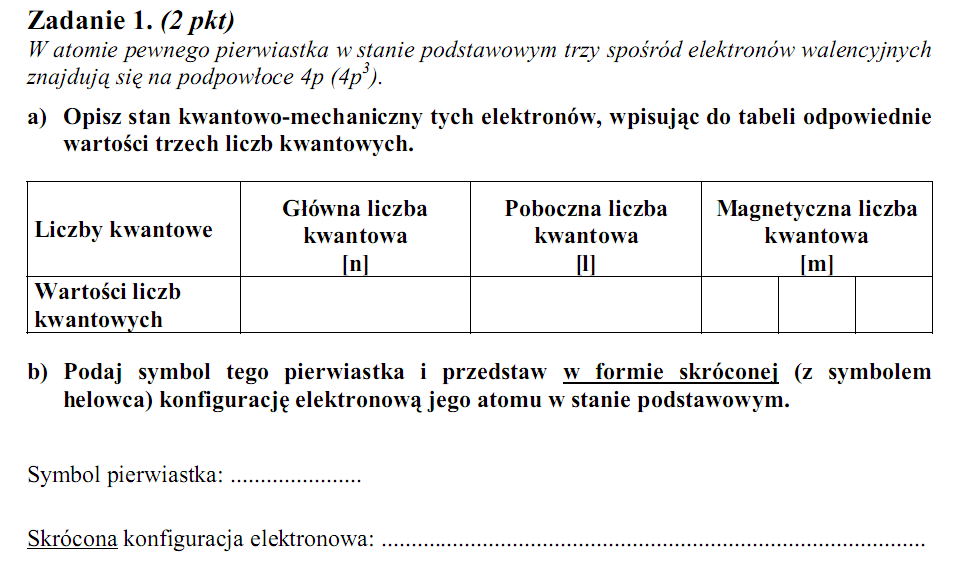 Zadanie 1. (2 pkt)
W atomie pewnego pierwiastka w stanie podstawowym trzy spośród elektronów walencyjnych
znajdują się na podpowłoce 4p (4p³).
a) Opisz stan kwantowo-mechaniczny tych elektronów, wpisując do tabeli odpowiednie
wartości trzech liczb kwantowych.
Liczby kwantowe
Główna liczba
kwantowa
[n]
Poboczna liczba
kwantowa
[l]
Magnetyczna liczba
kwantowa
[m]
Wartości liczb
kwantowych
b) Podaj symbol tego pierwiastka i przedstaw w formie skróconej (z symbolem
helowca) konfigurację elektronową jego atomu w stanie podstawowym.
Symbol pierwiastka: ......................
Skrócona konfiguracja elektronowa: ...........................................................................................